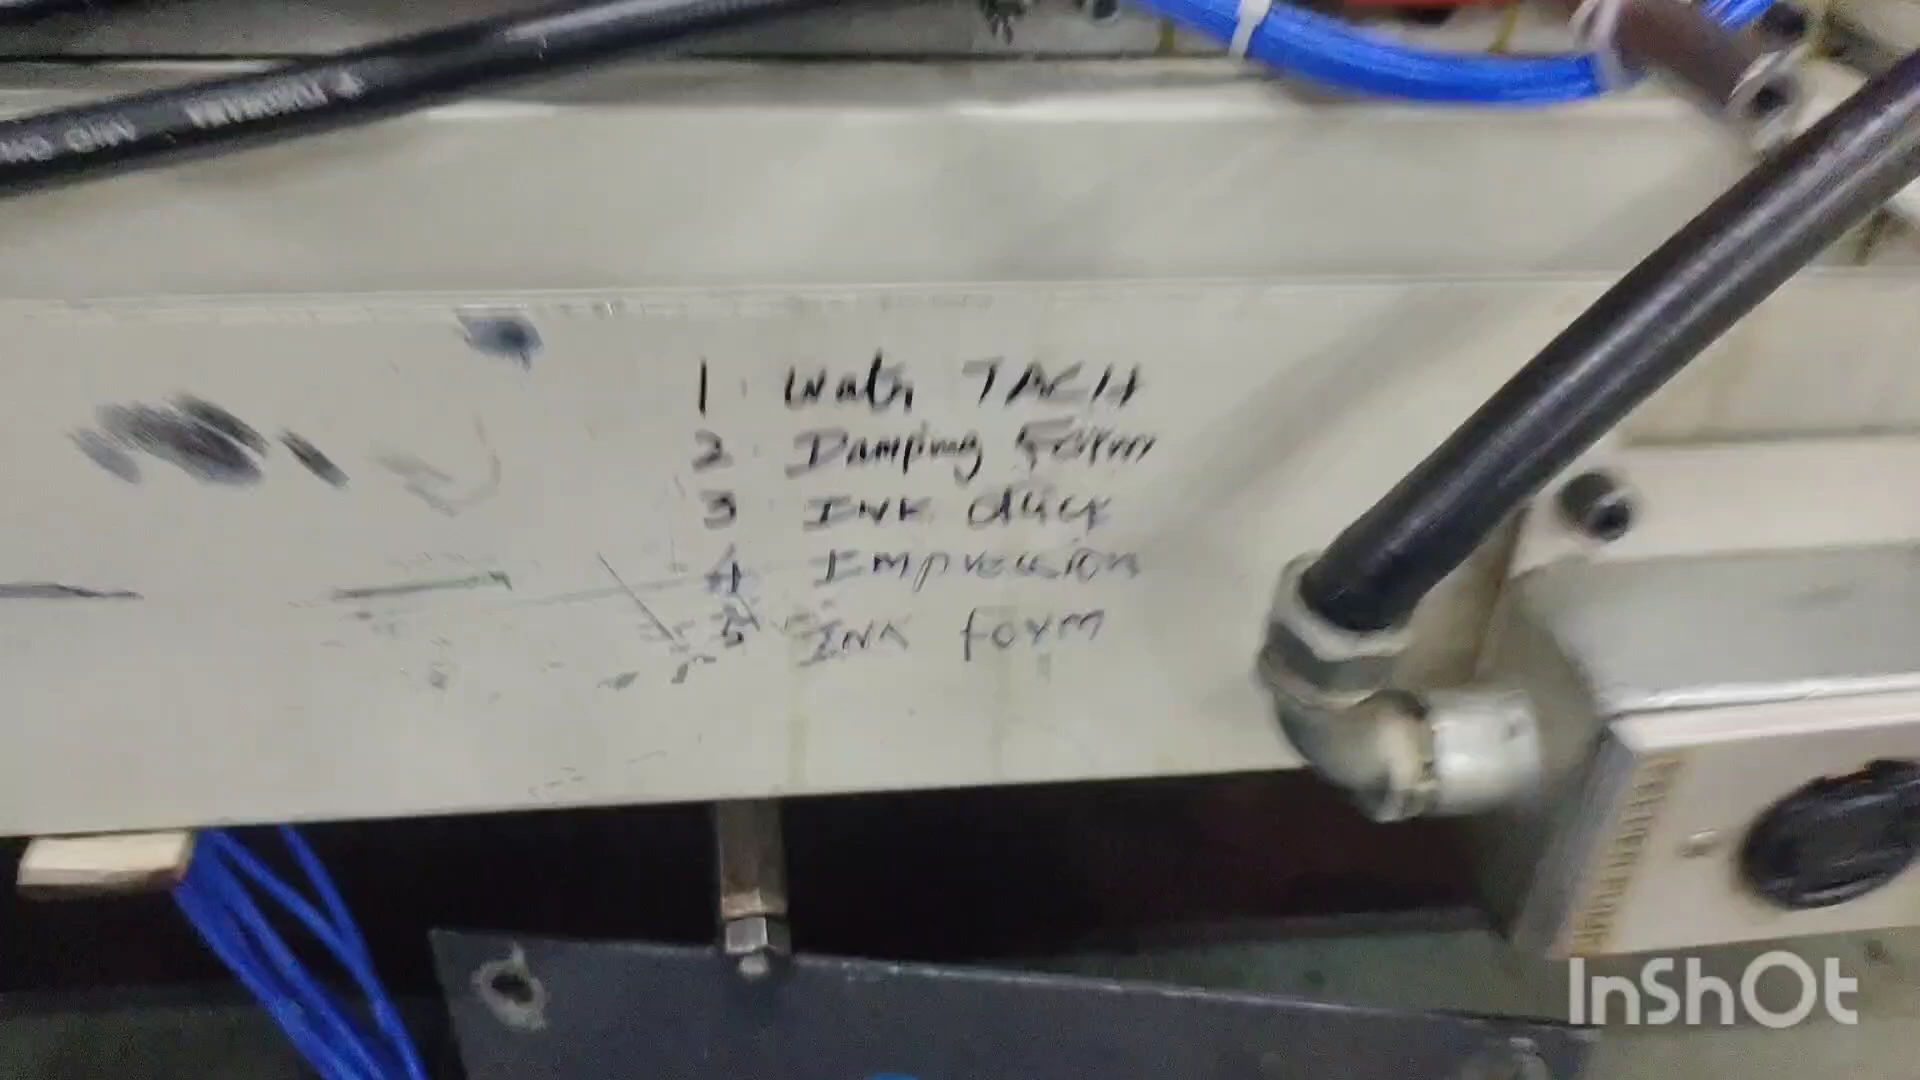 1. Water TACH
2. Damping Form
3 INK duct
4 Impression
5 INK form
InShOt